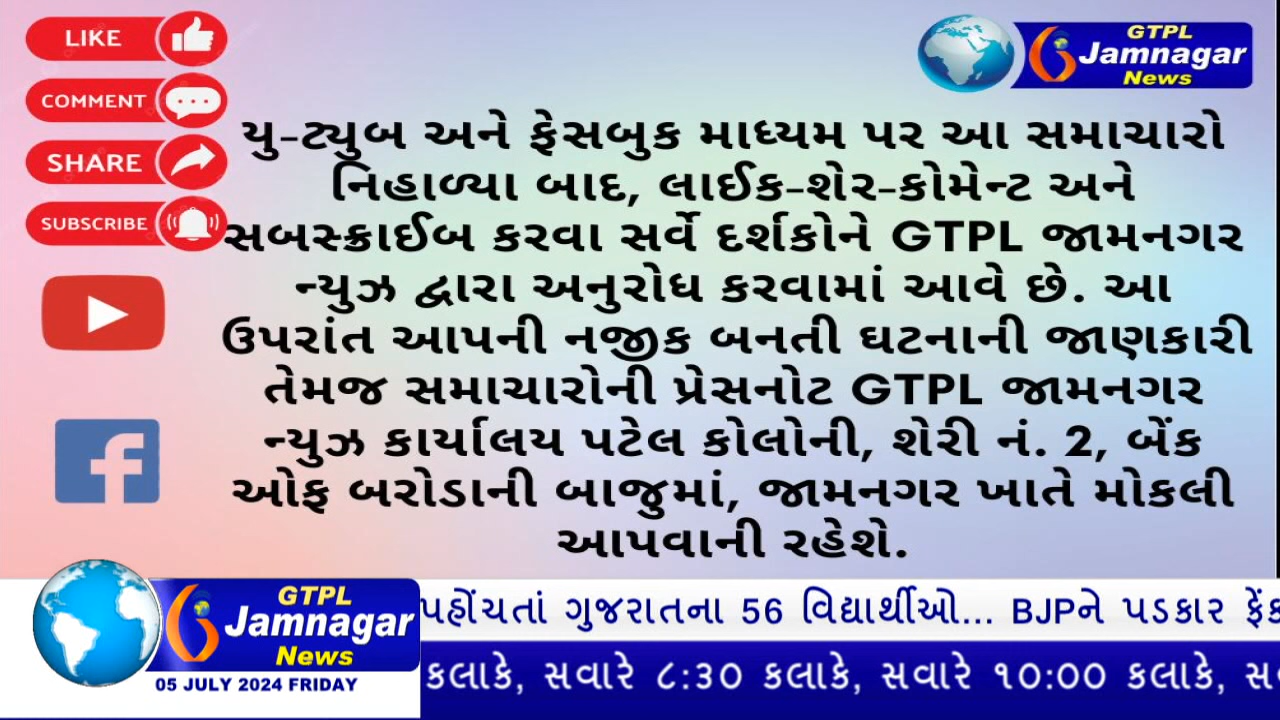 LIKE
COMMENT
SHARE
SUBSCRIBE
GTPL
Jamnagar
News
યુ-ટ્યુબ અને ફેસબુક માધ્યમ પર આ સમાચારો
નિહાળ્યા બાદ, લાઈક-શેર-કોમેન્ટ અને
સબસ્ક્રાઈબ કરવા સર્વે દર્શકોને GTPL જામનગર
ન્યુઝ દ્વારા અનુરોધ કરવામાં આવે છે. આ
ઉપરાંત આપની નજીક બનતી ઘટનાની જાણકારી
તેમજ સમાચારોની પ્રેસનોટ GTPL જામનગર
ન્યુઝ કાર્યાલય પટેલ કોલોની, શેરી નં. 2, બેંક
ઓફ બરોડાની બાજુમાં, જામનગર ખાતે મોકલી
આપવાની રહેશે.
GTPL
Jamnagar
News
05 JULY 2024 FRIDAY
પહોંચતાં ગુજરાતના 56 વિદ્યાર્થીઓ... BJPને પડકાર
કલાકે, સવારે ૮:૩૦ કલાકે, સવારે ૧૦:૦૦ કલાકે,